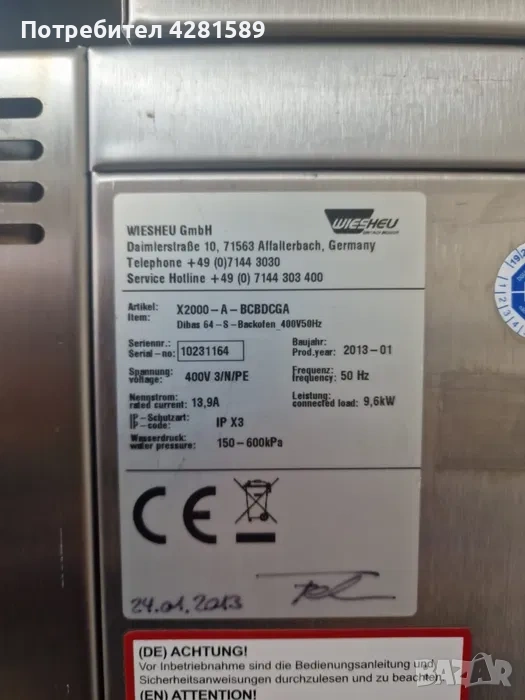 Потребител 4281589
WIESHEU
WIESHEU GmbH
Daimlerstraße 10, 71563 Affalterbach, Germany
Telephone +49 (0)7144 3030
Service Hotline +49 (0) 7144 303 400
Artikel:
Item: X2000-A-BCBDCGA
Dibas 64-S-Backofen_400V50Hz
Seriennr.: Baujahr:
Serial-no: 10231164 Prod.year: 2013-01
Spannung: Frequenz:
voltage: 400V 3/N/PE frequency: 50 Hz
Nennstrom: Leistung:
rated current: 13,9A connected load: 9,6kW
IP-Schutzart:
IP-code: IP X3
Wasserdruck:
water pressure: 150-600kPa
CE
24.01.2013
(DE) ACHTUNG!
Vor Inbetriebnahme sind die Bedienungsanleitung und
Sicherheitsanweisungen durchzulesen und zu beachten.
(EN) ATTENTION!
BAZAR